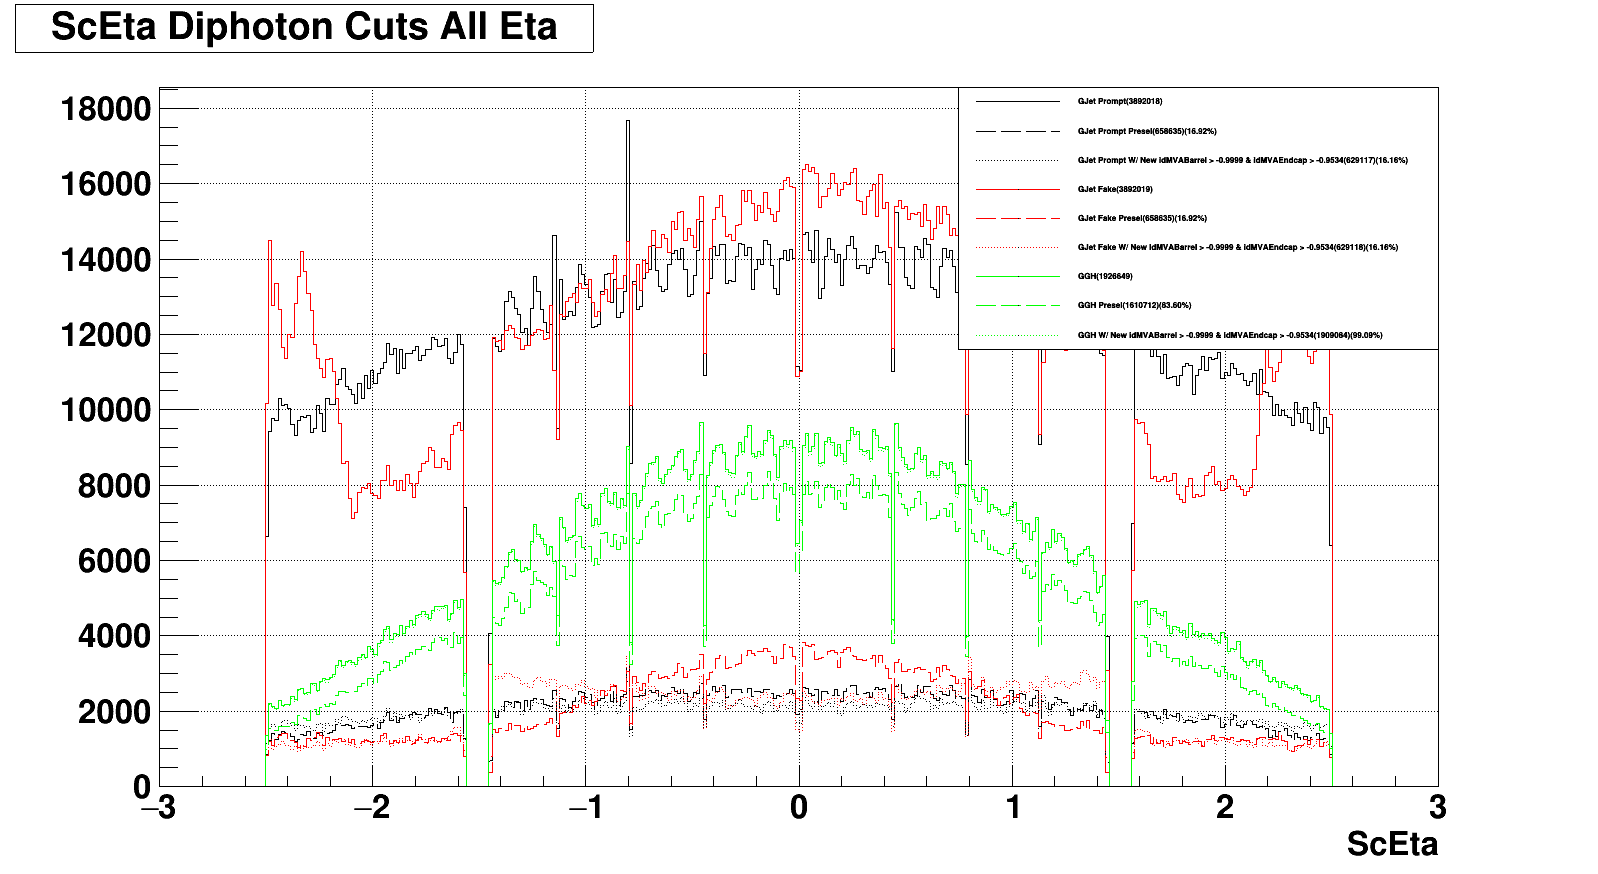 ScEta Diphoton Cuts All Eta
GJet Prompt(3892018)
GJet Prompt Presel(658635)(16.92%)
GJet Prompt W/ New idMVABarrel > -0.9999 & idMVAEndcap > -0.9534(629117)(16.16%)
GJet Fake(3892019)
GJet Fake Presel(658635)(16.92%)
GJet Fake W/ New idMVABarrel > -0.9999 & idMVAEndcap > -0.9534(629118)(16.16%)
GGH(1926649)
GGH Presel(1610712)(83.60%)
GGH W/ New idMVABarrel > -0.9999 & idMVAEndcap > -0.9534(1909064)(99.09%)
18000
16000
14000
12000
10000
8000
6000
4000
2000
0
−3 −2 −1 0 1 2 3
ScEta